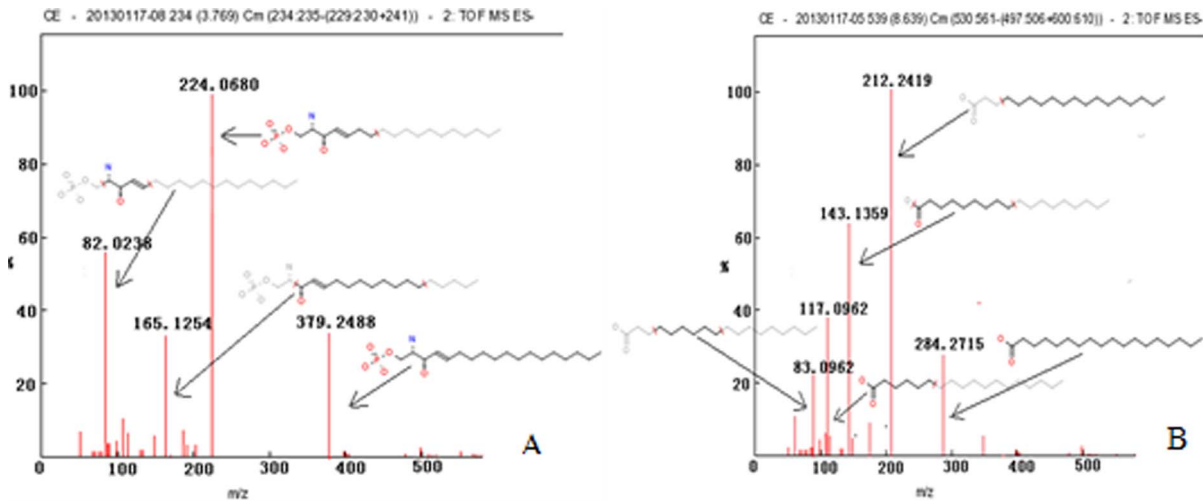 CE - 20130117-08 234 (3.769) Cm (234:235-(229:230+241)) - 2: TOF MS ES-
100
80
60
40
20
0
%
224.0680
82.0238
165.1254
379.2488
N
O
P
0 100 200 300 400 500
m/z
A
CE - 20130117-05 539 (8.639) Cm (530:561-(497:506+600:610)) - 2: TOF MS ES-
100
80
60
40
20
%
212.2419
143.1359
117.0962
83.0962
284.2715
O
0 100 200 300 400 500
m/z
B